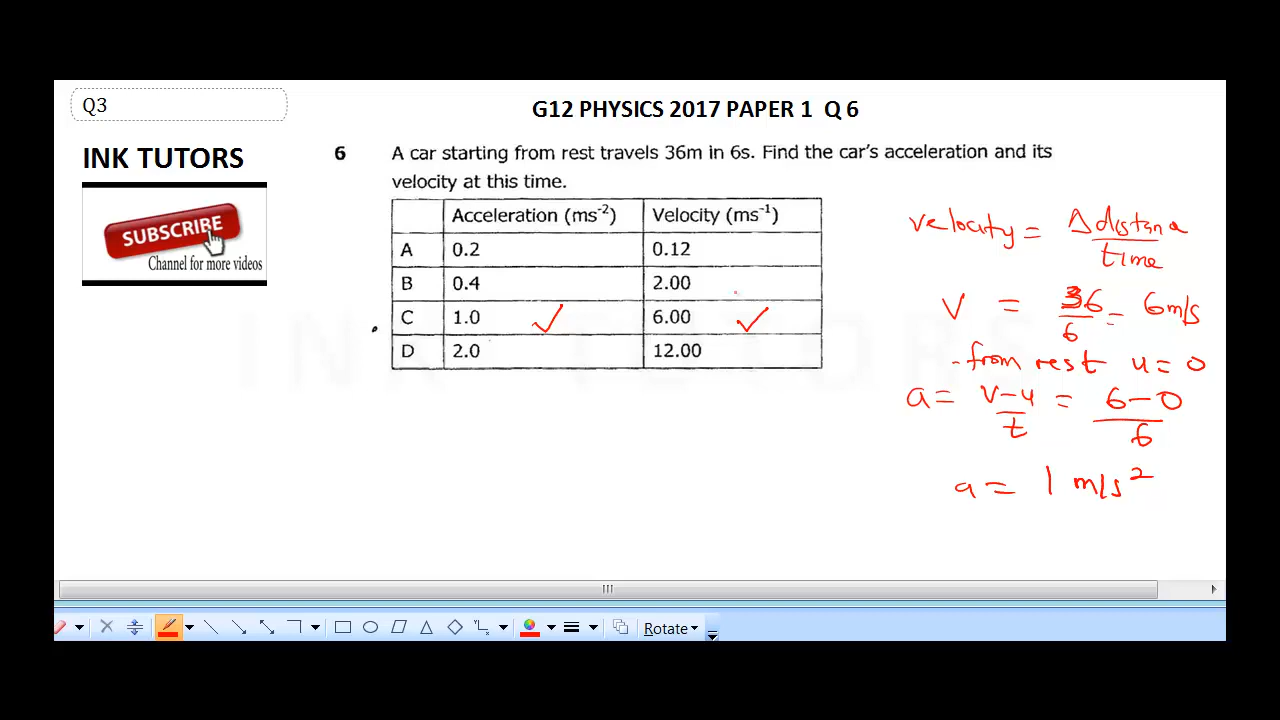 Q3
G12 PHYSICS 2017 PAPER 1 Q 6
INK TUTORS
SUBSCRIBE
Channel for more videos
6 A car starting from rest travels 36m in 6s. Find the car's acceleration and its
velocity at this time.
Acceleration (ms⁻²) Velocity (ms⁻¹)
A 0.2 0.12
B 0.4 2.00
C 1.0 ✓ 6.00 ✓
D 2.0 12.00
velocity = Δdistance / time
V = 36/6 = 6m/s
-from rest u = 0
a = v-u/t = 6-0/6
a = 1 m/s²
INK TUTORS
Rotate